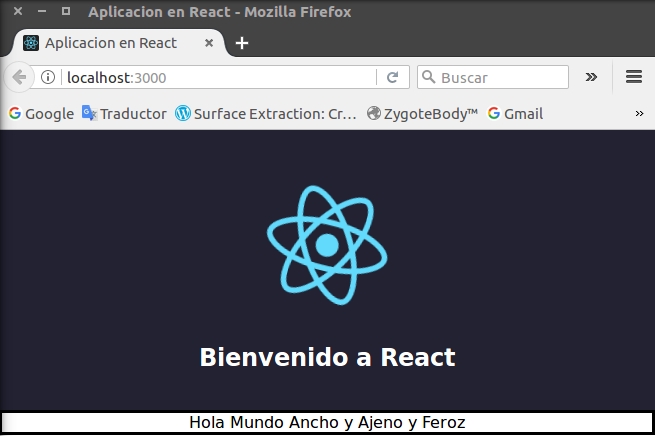 Aplicacion en React - Mozilla Firefox
Aplicacion en React
localhost:3000
Buscar
Google Traductor Surface Extraction: Cr... ZygoteBody™ Gmail
Bienvenido a React
Hola Mundo Ancho y Ajeno y Feroz